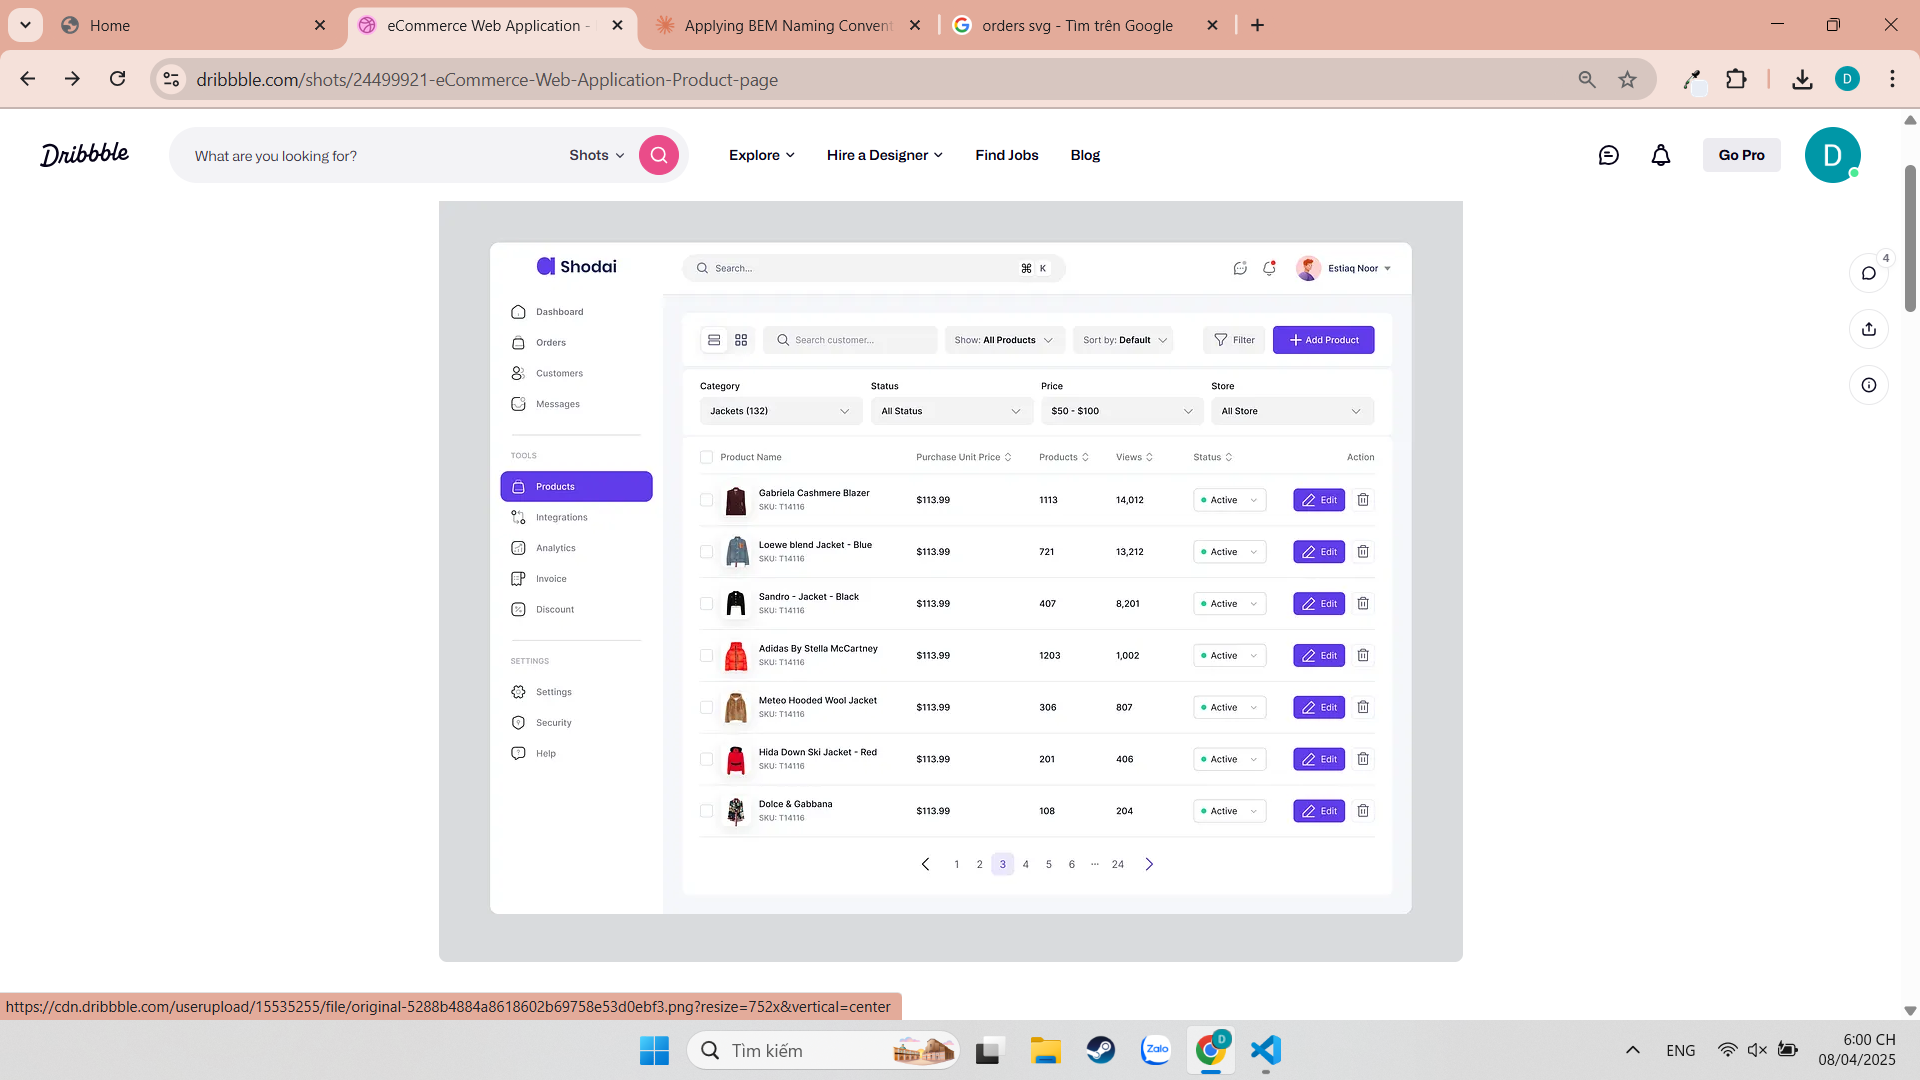 Home
eCommerce Web Application -
Applying BEM Naming Convent
orders svg - Tìm trên Google
dribbble.com/shots/24499921-eCommerce-Web-Application-Product-page
D
Dribbble
What are you looking for?
Shots
Explore
Hire a Designer
Find Jobs
Blog
Go Pro
D
4
Shodai
Search...
⌘ K
Estiaq Noor
Dashboard
Orders
Customers
Messages
TOOLS
Products
Integrations
Analytics
Invoice
Discount
SETTINGS
Settings
Security
Help
Search customer...
Show: All Products
Sort by: Default
Filter
Add Product
Category Status Price Store
Jackets (132) All Status $50 - $100 All Store
Product Name Purchase Unit Price Products Views Status Action
Gabriela Cashmere Blazer
SKU: T14116
$113.99 1113 14,012 Active Edit
Loewe blend Jacket - Blue
SKU: T14116
$113.99 721 13,212 Active Edit
Sandro - Jacket - Black
SKU: T14116
$113.99 407 8,201 Active Edit
Adidas By Stella McCartney
SKU: T14116
$113.99 1203 1,002 Active Edit
Meteo Hooded Wool Jacket
SKU: T14116
$113.99 306 807 Active Edit
Hida Down Ski Jacket - Red
SKU: T14116
$113.99 201 406 Active Edit
Dolce & Gabbana
SKU: T14116
$113.99 108 204 Active Edit
1 2 3 4 5 6 ... 24
https://cdn.dribbble.com/userupload/15535255/file/original-5288b4884a8618602b69758e53d0ebf3.png?resize=752x&vertical=center
Tìm kiếm
Zalo
D
ENG
6:00 CH
08/04/2025